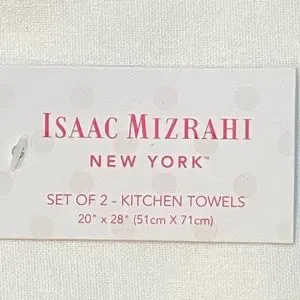 ISAAC MIZRAHI
NEW YORK™
SET OF 2 - KITCHEN TOWELS
20" x 28" (51cm X 71cm)